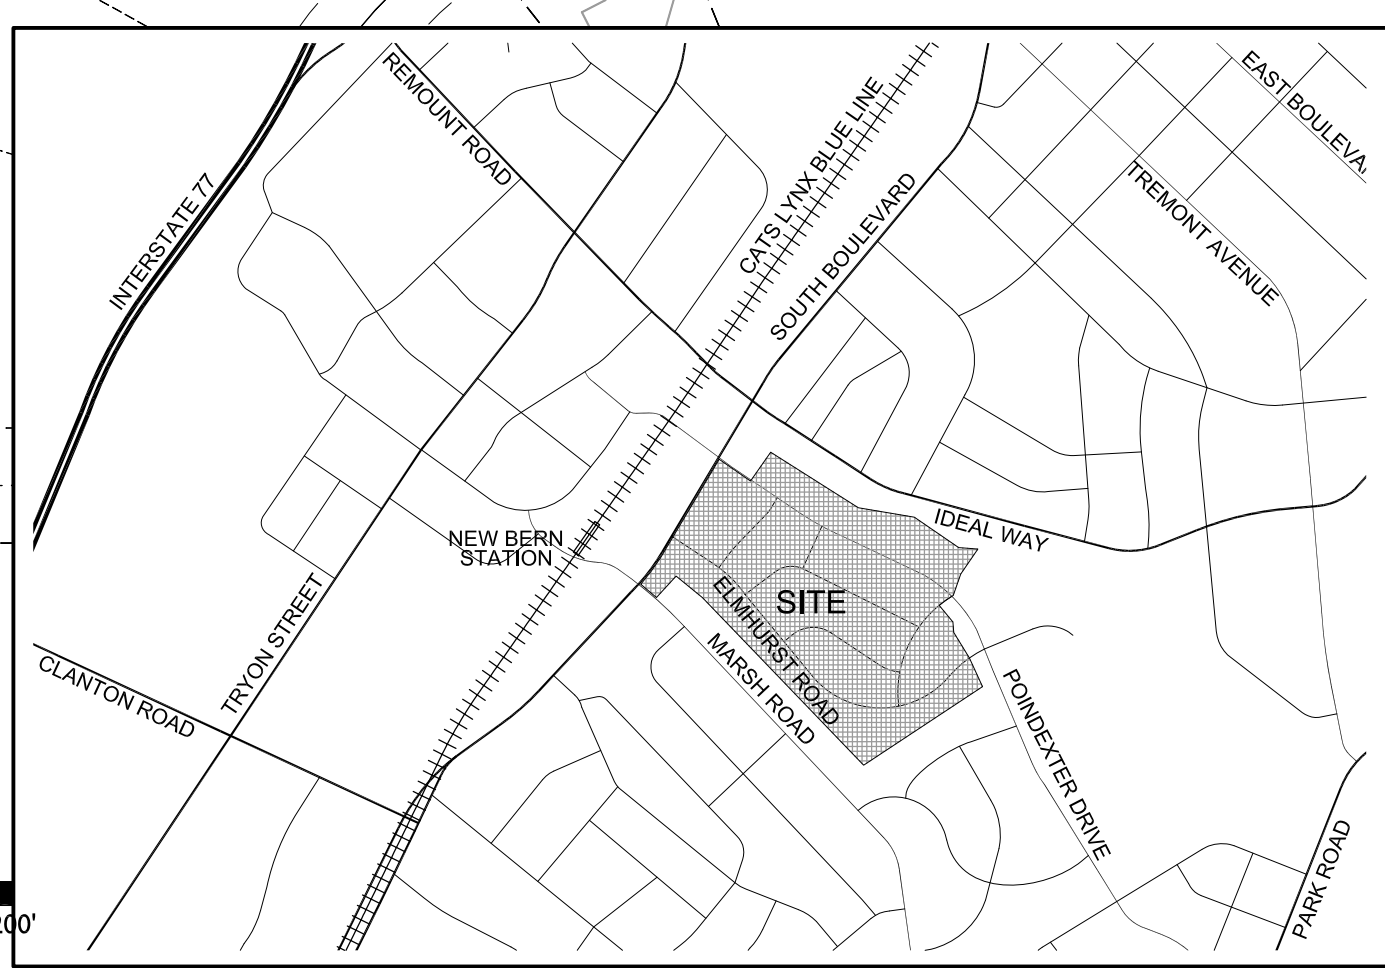 REMOUNT ROAD
EAST BOULEVA
CATS LYNX BLUE LINE
INTERSTATE 77
TREMONT AVENUE
SOUTH BOULEVARD
IDEAL WAY
NEW BERN
STATION
SITE
ELMHURST ROAD
MARSH ROAD
TRYON STREET
CLANTON ROAD
POINDEXTER DRIVE
PARK ROAD
200'